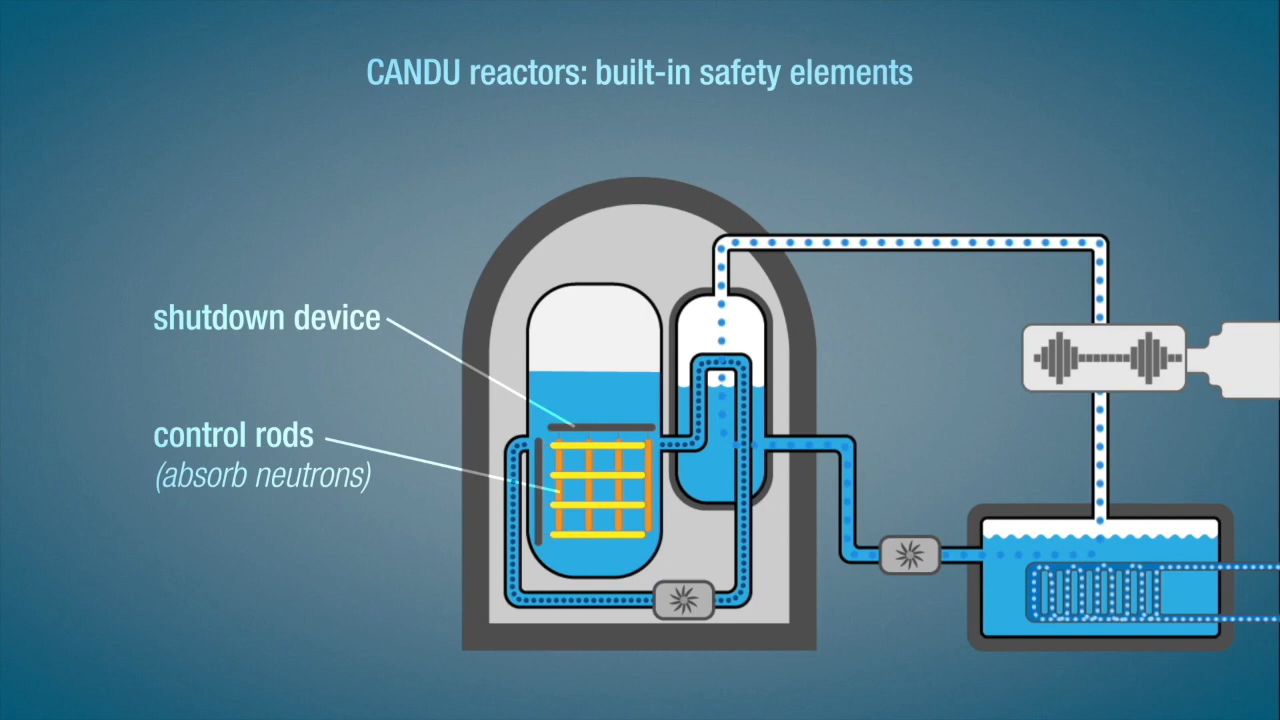 CANDU reactors: built-in safety elements
shutdown device
control rods
(absorb neutrons)